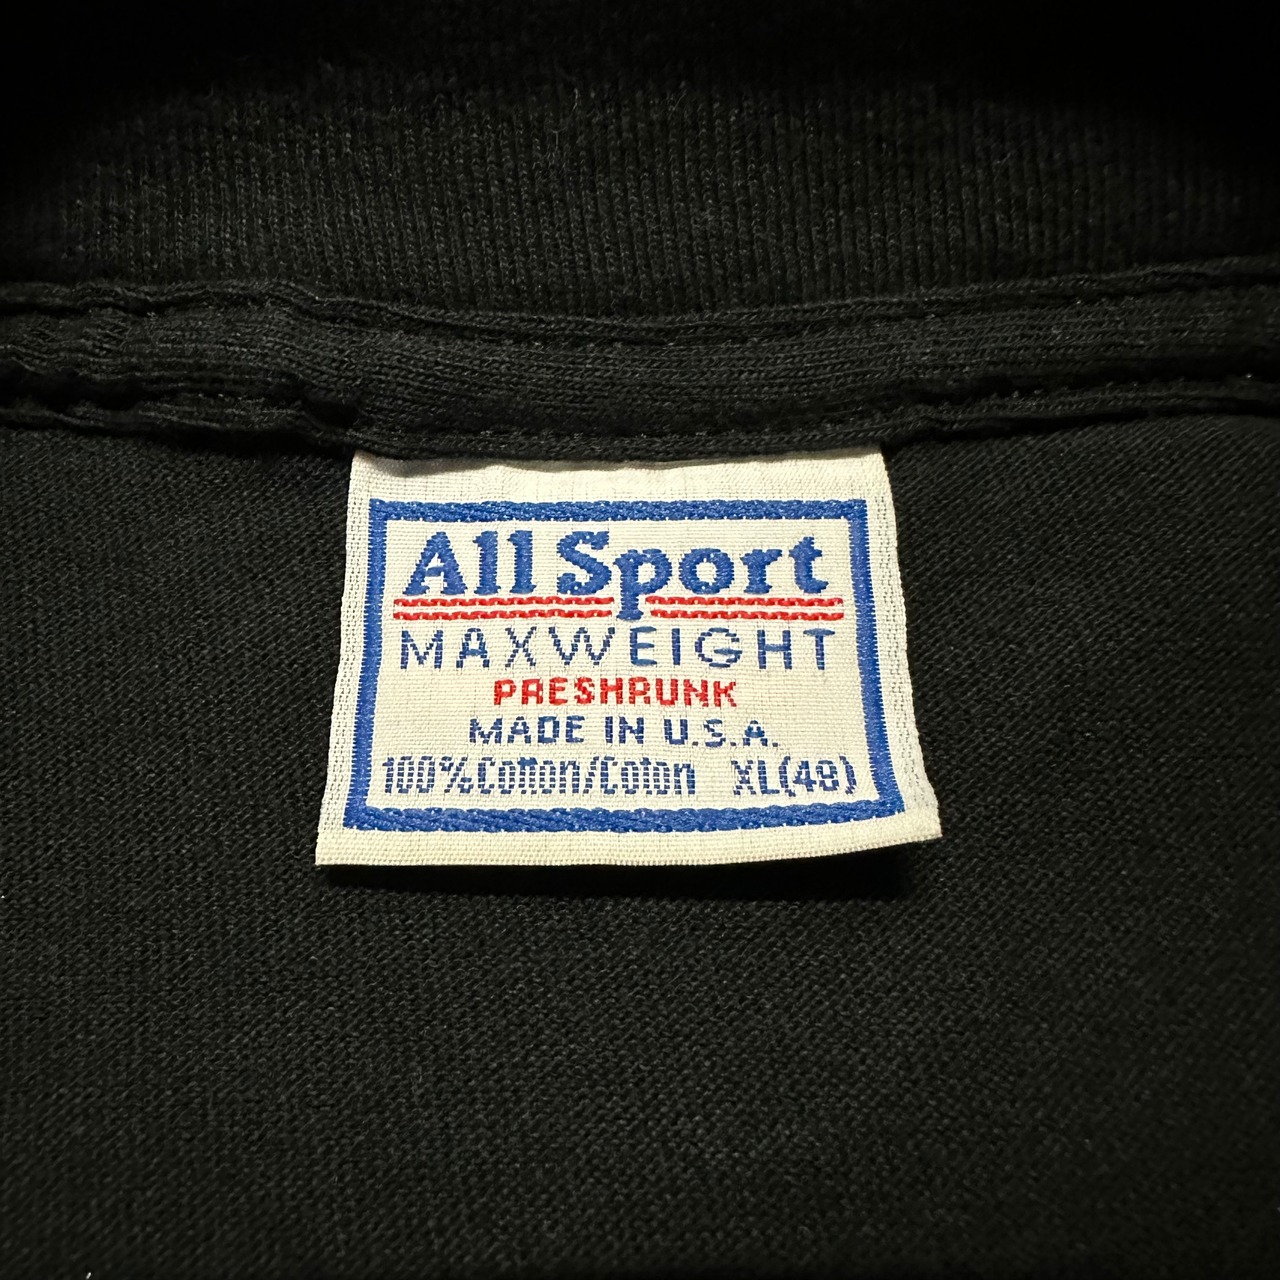 All Sport
MAXWEIGHT
PRESHRUNK
MADE IN U.S.A.
100%Cotton/Coton XL(48)